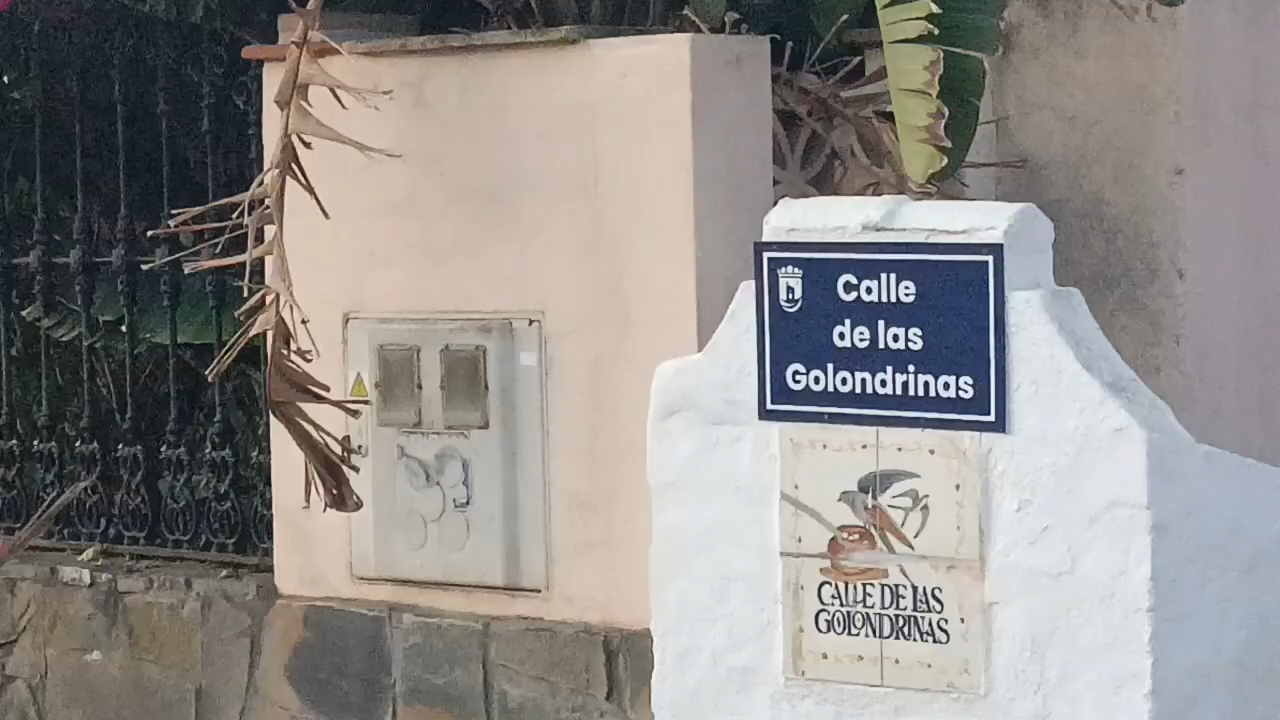 Calle
de las
Golondrinas
CALLE DE LAS
GOLONDRINAS